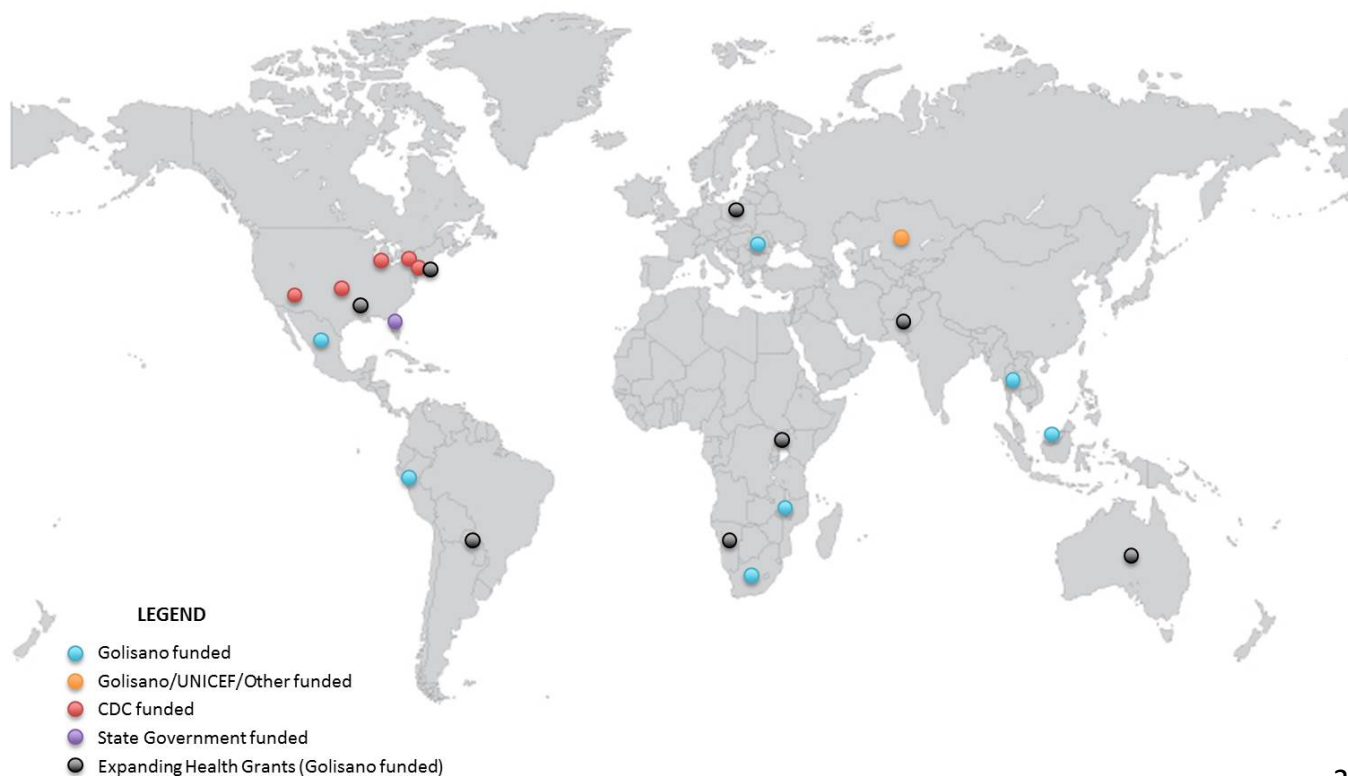 LEGEND
Golisano funded
Golisano/UNICEF/Other funded
CDC funded
State Government funded
Expanding Health Grants (Golisano funded)